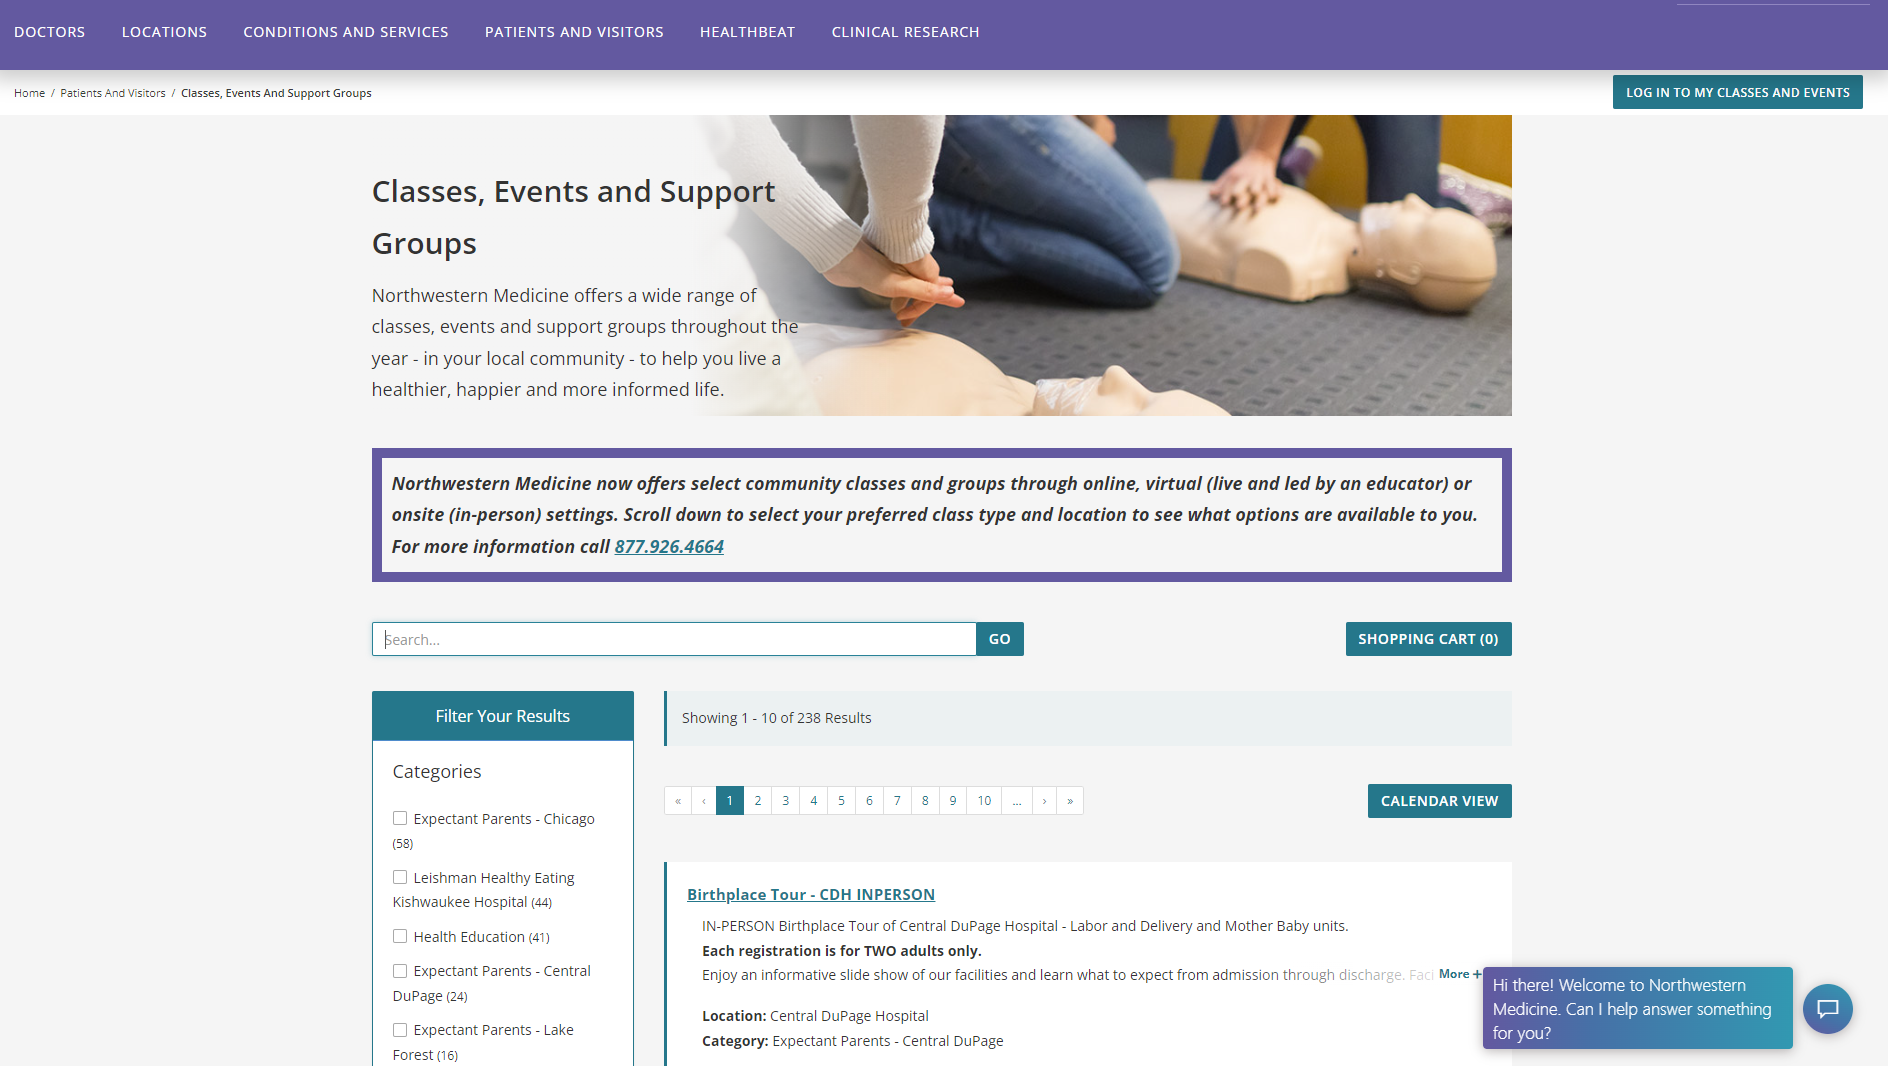 DOCTORS LOCATIONS CONDITIONS AND SERVICES PATIENTS AND VISITORS HEALTHBEAT CLINICAL RESEARCH
Home / Patients And Visitors / Classes, Events And Support Groups
LOG IN TO MY CLASSES AND EVENTS
Classes, Events and Support
Groups
Northwestern Medicine offers a wide range of
classes, events and support groups throughout the
year - in your local community - to help you live a
healthier, happier and more informed life.
Northwestern Medicine now offers select community classes and groups through online, virtual (live and led by an educator) or
onsite (in-person) settings. Scroll down to select your preferred class type and location to see what options are available to you.
For more information call 877.926.4664
Search...
GO
SHOPPING CART (0)
Filter Your Results
Categories
Expectant Parents - Chicago
(58)
Leishman Healthy Eating
Kishwaukee Hospital (44)
Health Education (41)
Expectant Parents - Central
DuPage (24)
Expectant Parents - Lake
Forest (16)
Showing 1 - 10 of 238 Results
« ‹ 1 2 3 4 5 6 7 8 9 10 ... › »
CALENDAR VIEW
Birthplace Tour - CDH INPERSON
IN-PERSON Birthplace Tour of Central DuPage Hospital - Labor and Delivery and Mother Baby units.
Each registration is for TWO adults only.
Enjoy an informative slide show of our facilities and learn what to expect from admission through discharge. Faci More +
Location: Central DuPage Hospital
Category: Expectant Parents - Central DuPage
Hi there! Welcome to Northwestern
Medicine. Can I help answer something
for you?